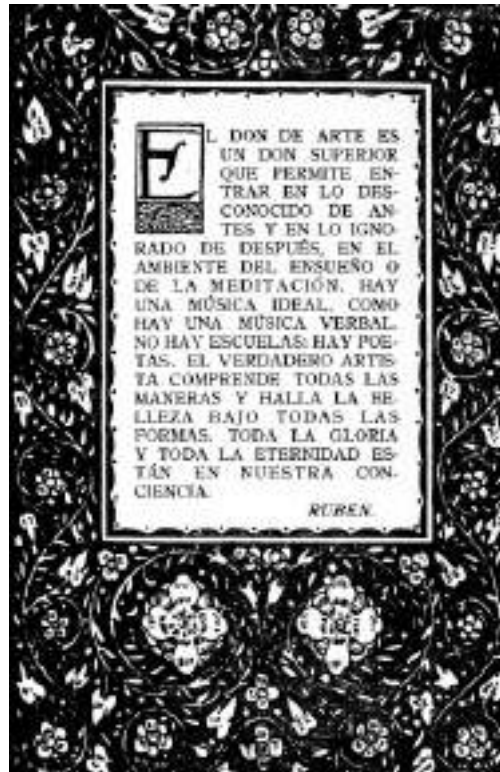 EL DON DE ARTE ES
UN DON SUPERIOR
QUE PERMITE EN-
TRAR EN LO DES-
CONOCIDO DE AN-
TES Y EN LO IGNO-
RADO DE DESPUÉS, EN EL
AMBIENTE DEL ENSUEÑO O
DE LA MEDITACIÓN. HAY
UNA MÚSICA IDEAL, COMO
HAY UNA MÚSICA VERBAL.
NO HAY ESCUELAS: HAY POE-
TAS. EL VERDADERO ARTIS-
TA COMPRENDE TODAS LAS
MANERAS Y HALLA LA BE-
LLEZA BAJO TODAS LAS
FORMAS. TODA LA GLORIA
Y TODA LA ETERNIDAD ES-
TÁN EN NUESTRA CON-
CIENCIA.
RUBEN.